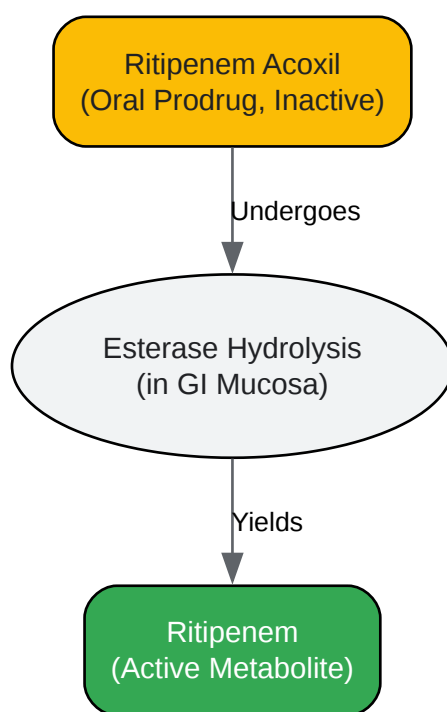 Ritipenem Acoxil
(Oral Prodrug, Inactive)
Undergoes
Esterase Hydrolysis
(in GI Mucosa)
Yields
Ritipenem
(Active Metabolite)